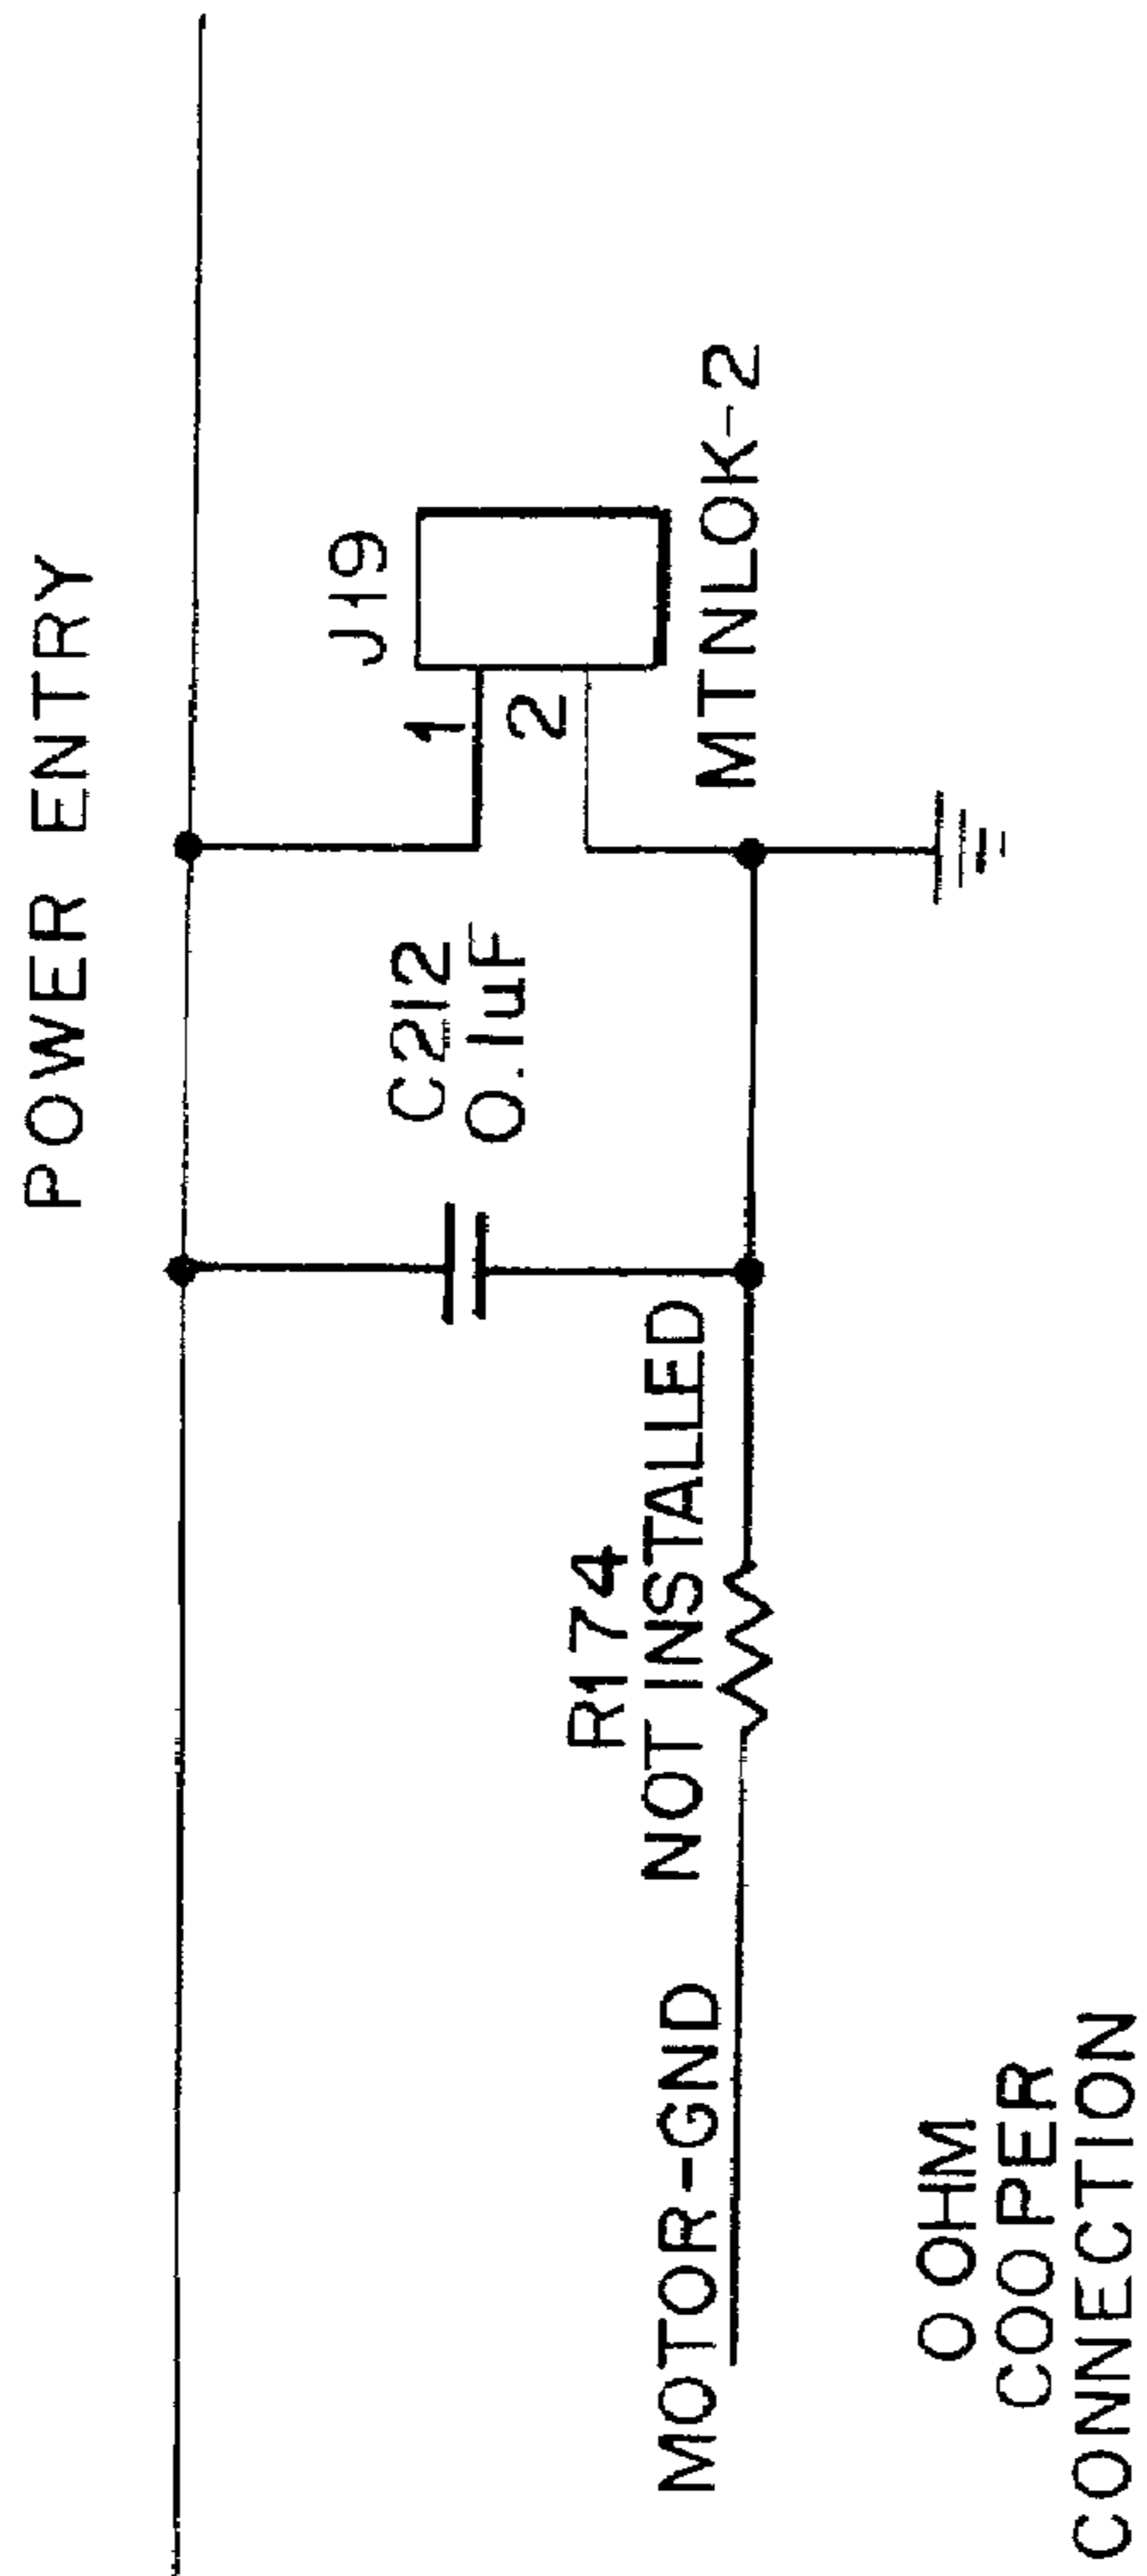 POWER ENTRY
J19
1
2
MTNLOK-2
C212
0.1uF
R174
NOT INSTALLED
MOTOR-GND
0 OHM
COOPER
CONNECTION